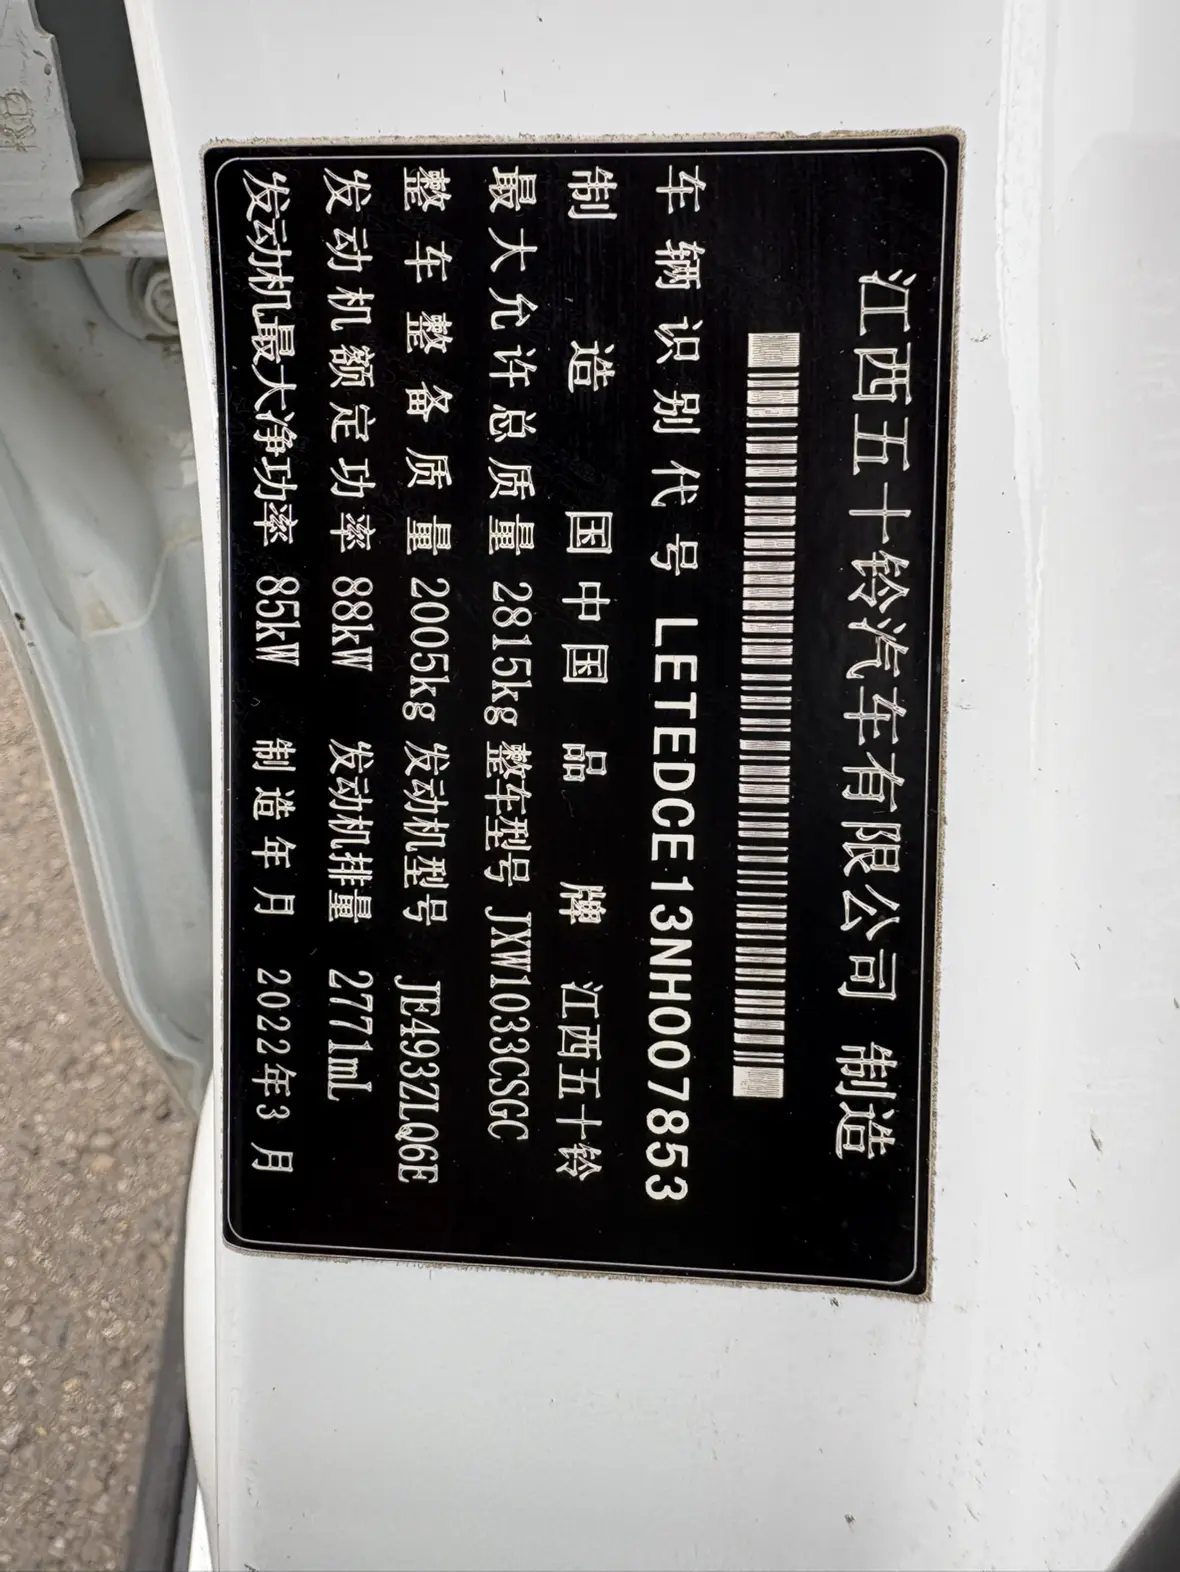 江西五十铃汽车有限公司 制造
车辆识别代号 LETEDCE13NH007853
制造国 中国 品牌 江西五十铃
最大允许总质量 2815kg 整车型号 JXW1033CSGC
整车整备质量 2005kg 发动机型号 JE493ZLQ6E
发动机额定功率 88kW 发动机排量 2771mL
发动机最大净功率 85kW 制造年月 2022年3月